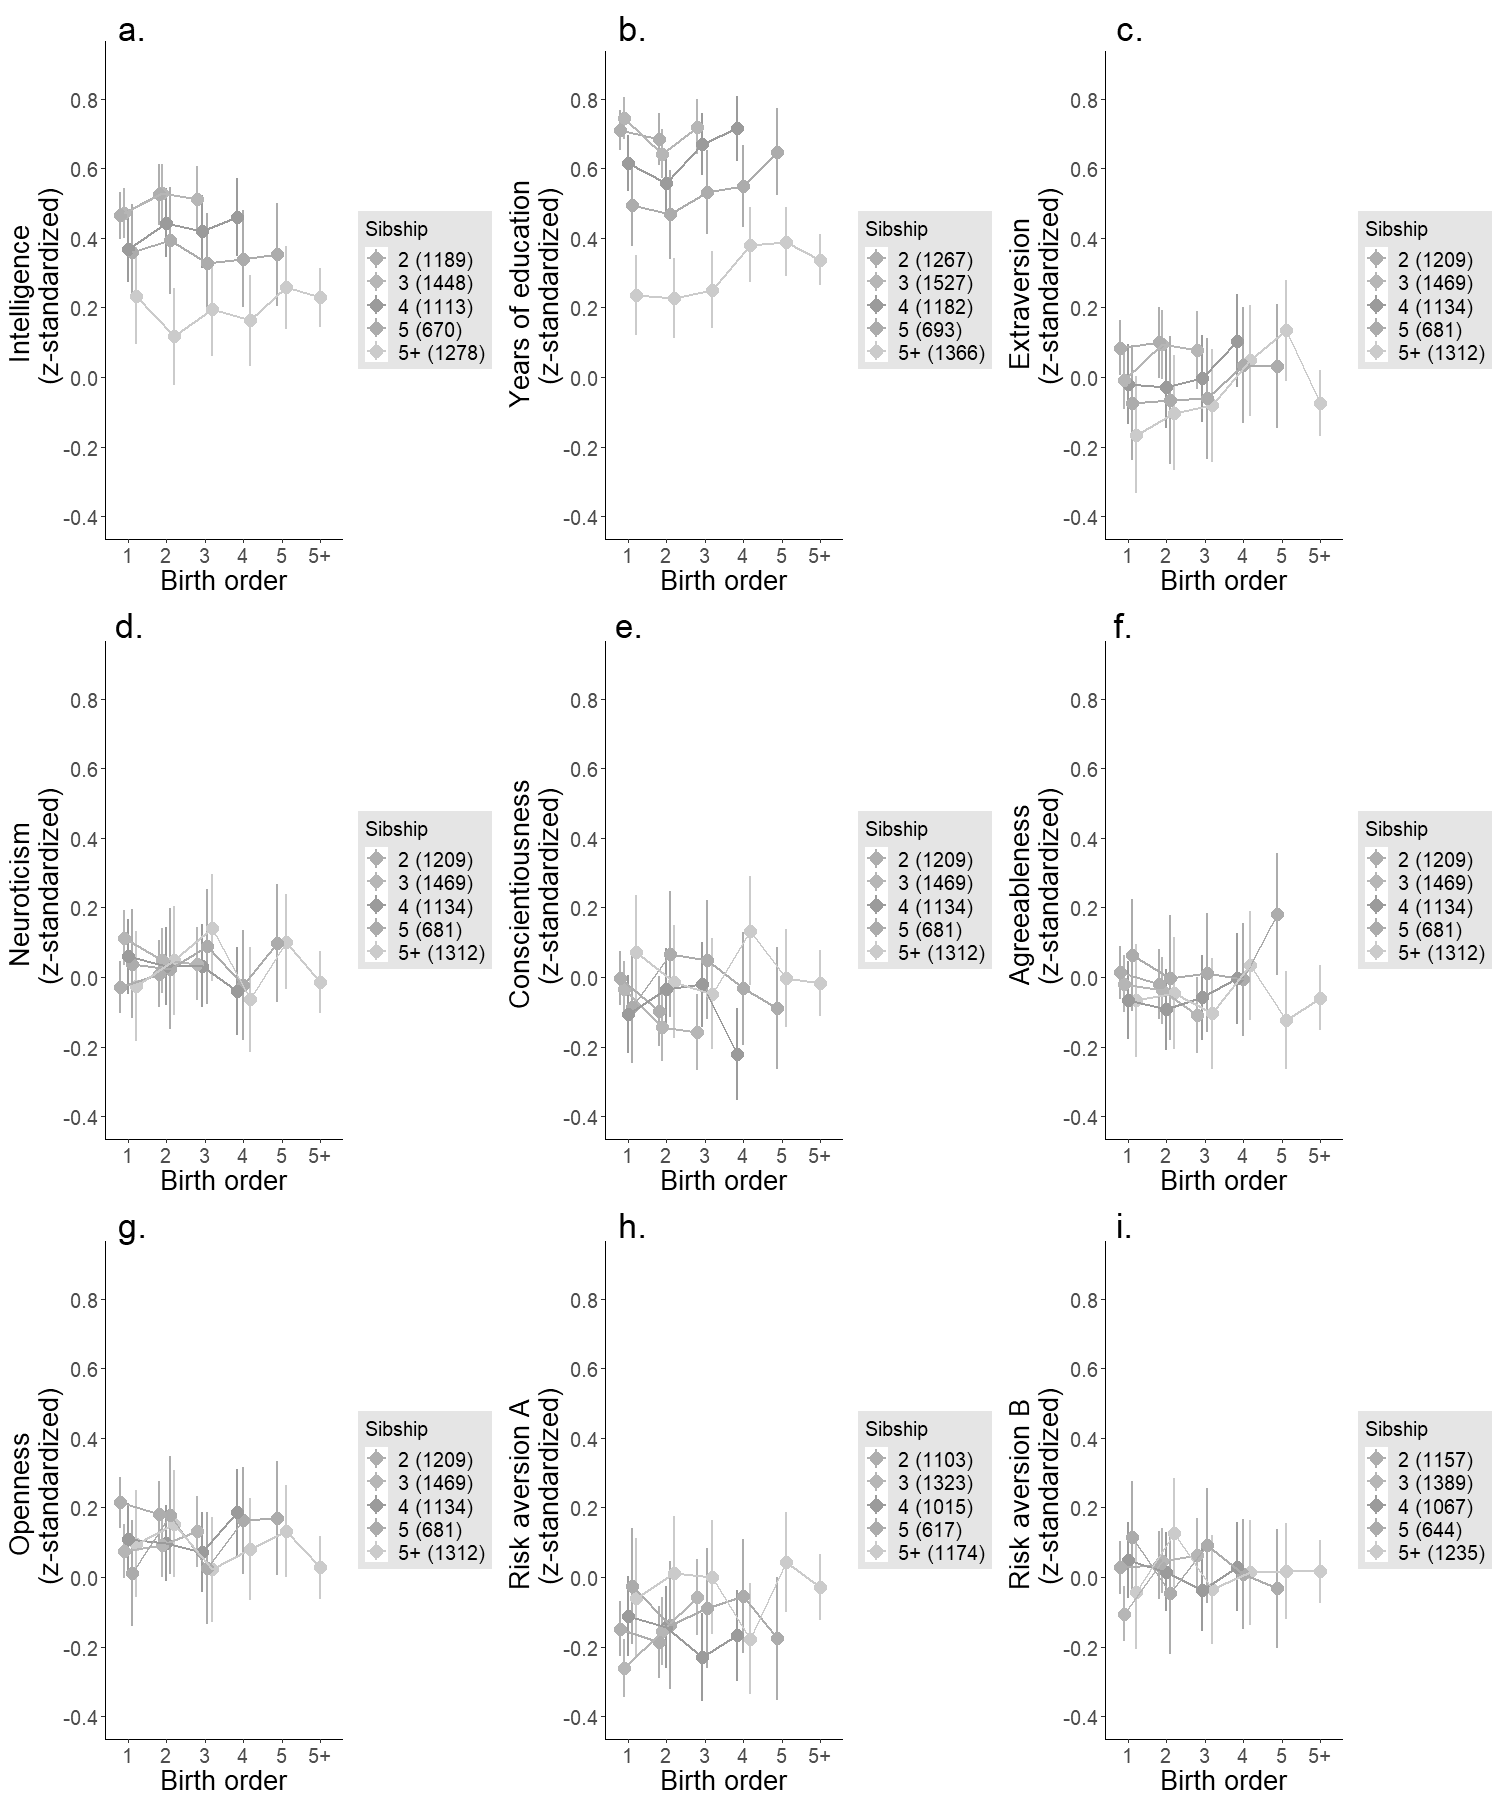 a.
Intelligence
(z-standardized)
0.8
0.6
0.4
0.2
0.0
-0.2
-0.4
1 2 3 4 5 5+
Birth order
Sibship
2 (1189)
3 (1448)
4 (1113)
5 (670)
5+ (1278)
b.
Years of education
(z-standardized)
0.8
0.6
0.4
0.2
0.0
-0.2
-0.4
1 2 3 4 5 5+
Birth order
Sibship
2 (1267)
3 (1527)
4 (1182)
5 (693)
5+ (1366)
c.
Extraversion
(z-standardized)
0.8
0.6
0.4
0.2
0.0
-0.2
-0.4
1 2 3 4 5 5+
Birth order
Sibship
2 (1209)
3 (1469)
4 (1134)
5 (681)
5+ (1312)
d.
Neuroticism
(z-standardized)
0.8
0.6
0.4
0.2
0.0
-0.2
-0.4
1 2 3 4 5 5+
Birth order
Sibship
2 (1209)
3 (1469)
4 (1134)
5 (681)
5+ (1312)
e.
Conscientiousness
(z-standardized)
0.8
0.6
0.4
0.2
0.0
-0.2
-0.4
1 2 3 4 5 5+
Birth order
Sibship
2 (1209)
3 (1469)
4 (1134)
5 (681)
5+ (1312)
f.
Agreeableness
(z-standardized)
0.8
0.6
0.4
0.2
0.0
-0.2
-0.4
1 2 3 4 5 5+
Birth order
Sibship
2 (1209)
3 (1469)
4 (1134)
5 (681)
5+ (1312)
g.
Openness
(z-standardized)
0.8
0.6
0.4
0.2
0.0
-0.2
-0.4
1 2 3 4 5 5+
Birth order
Sibship
2 (1209)
3 (1469)
4 (1134)
5 (681)
5+ (1312)
h.
Risk aversion A
(z-standardized)
0.8
0.6
0.4
0.2
0.0
-0.2
-0.4
1 2 3 4 5 5+
Birth order
Sibship
2 (1103)
3 (1323)
4 (1015)
5 (617)
5+ (1174)
i.
Risk aversion B
(z-standardized)
0.8
0.6
0.4
0.2
0.0
-0.2
-0.4
1 2 3 4 5 5+
Birth order
Sibship
2 (1157)
3 (1389)
4 (1067)
5 (644)
5+ (1235)